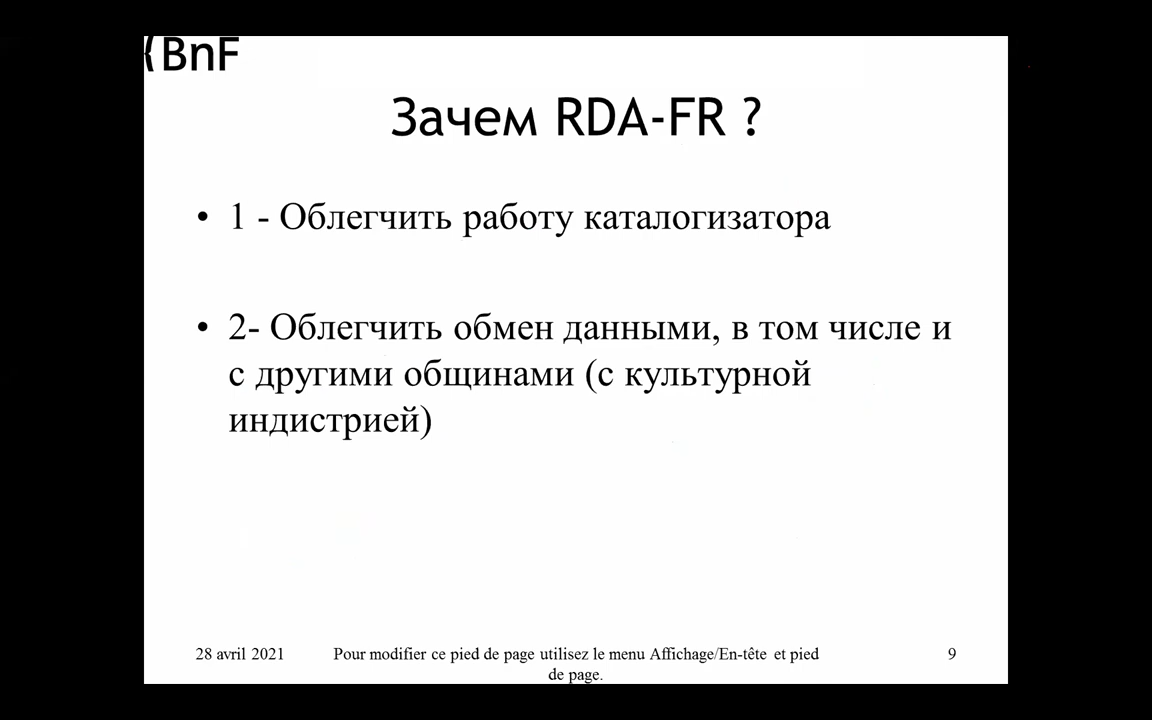 {BnF
Зачем RDA-FR ?
• 1 - Облегчить работу каталогизатора
• 2- Облегчить обмен данными, в том числе и
с другими общинами (с культурной
индистрией)
28 avril 2021
Pour modifier ce pied de page utilisez le menu Affichage/En-tête et pied
de page.
9